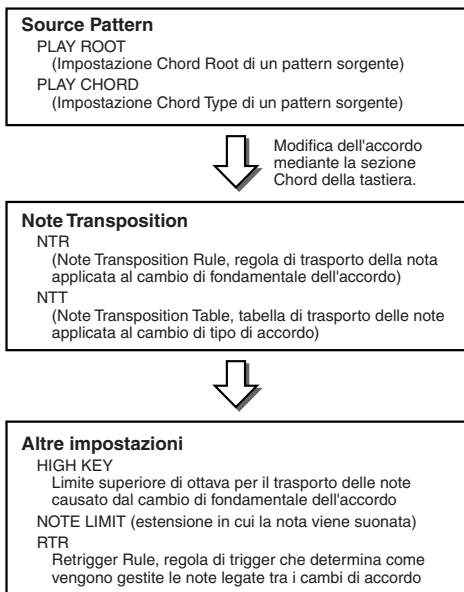 Source Pattern
PLAY ROOT
(Impostazione Chord Root di un pattern sorgente)
PLAY CHORD
(Impostazione Chord Type di un pattern sorgente)
Modifica dell'accordo
mediante la sezione
Chord della tastiera.
Note Transposition
NTR
(Note Transposition Rule, regola di trasporto della nota
applicata al cambio di fondamentale dell'accordo)
NTT
(Note Transposition Table, tabella di trasporto delle note
applicata al cambio di tipo di accordo)
Altre impostazioni
HIGH KEY
Limite superiore di ottava per il trasporto delle note
causato dal cambio di fondamentale dell'accordo
NOTE LIMIT (estensione in cui la nota viene suonata)
RTR
Retrigger Rule, regola di trigger che determina come
vengono gestite le note legate tra i cambi di accordo